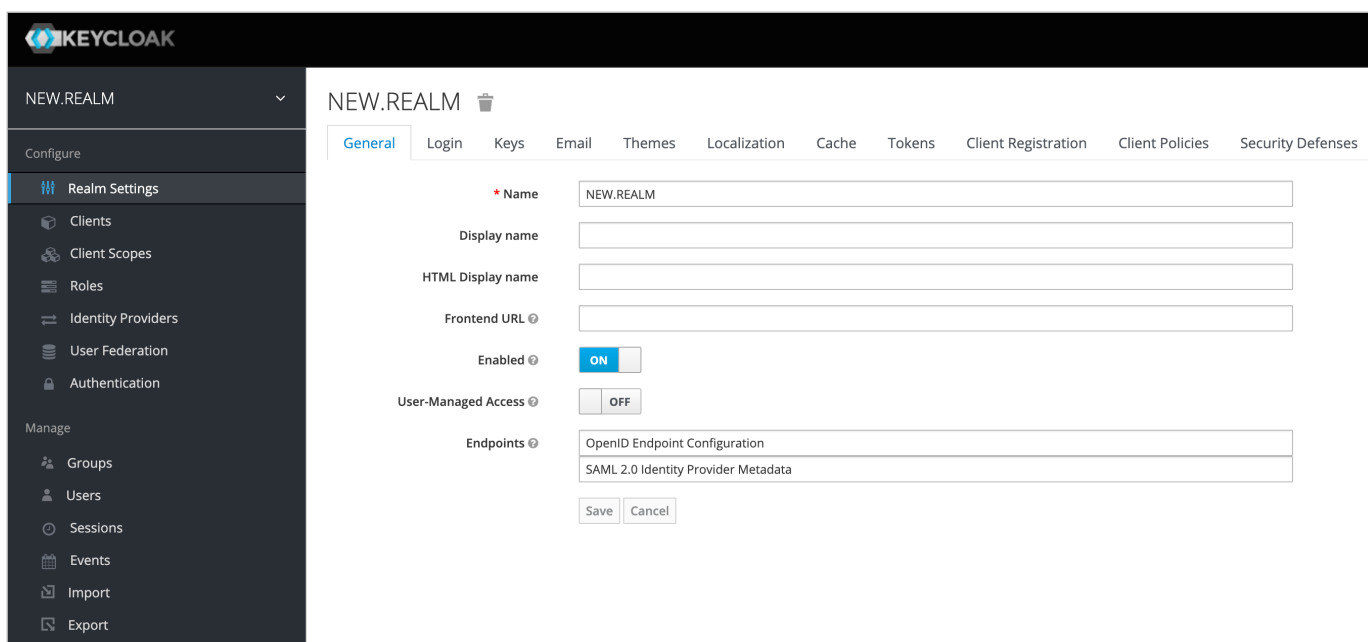 KEYCLOAK
NEW.REALM
Configure
Realm Settings
Clients
Client Scopes
Roles
Identity Providers
User Federation
Authentication
Manage
Groups
Users
Sessions
Events
Import
Export
NEW.REALM
General Login Keys Email Themes Localization Cache Tokens Client Registration Client Policies Security Defenses
* Name NEW.REALM
Display name
HTML Display name
Frontend URL
Enabled ON
User-Managed Access OFF
Endpoints OpenID Endpoint Configuration
SAML 2.0 Identity Provider Metadata
Save Cancel